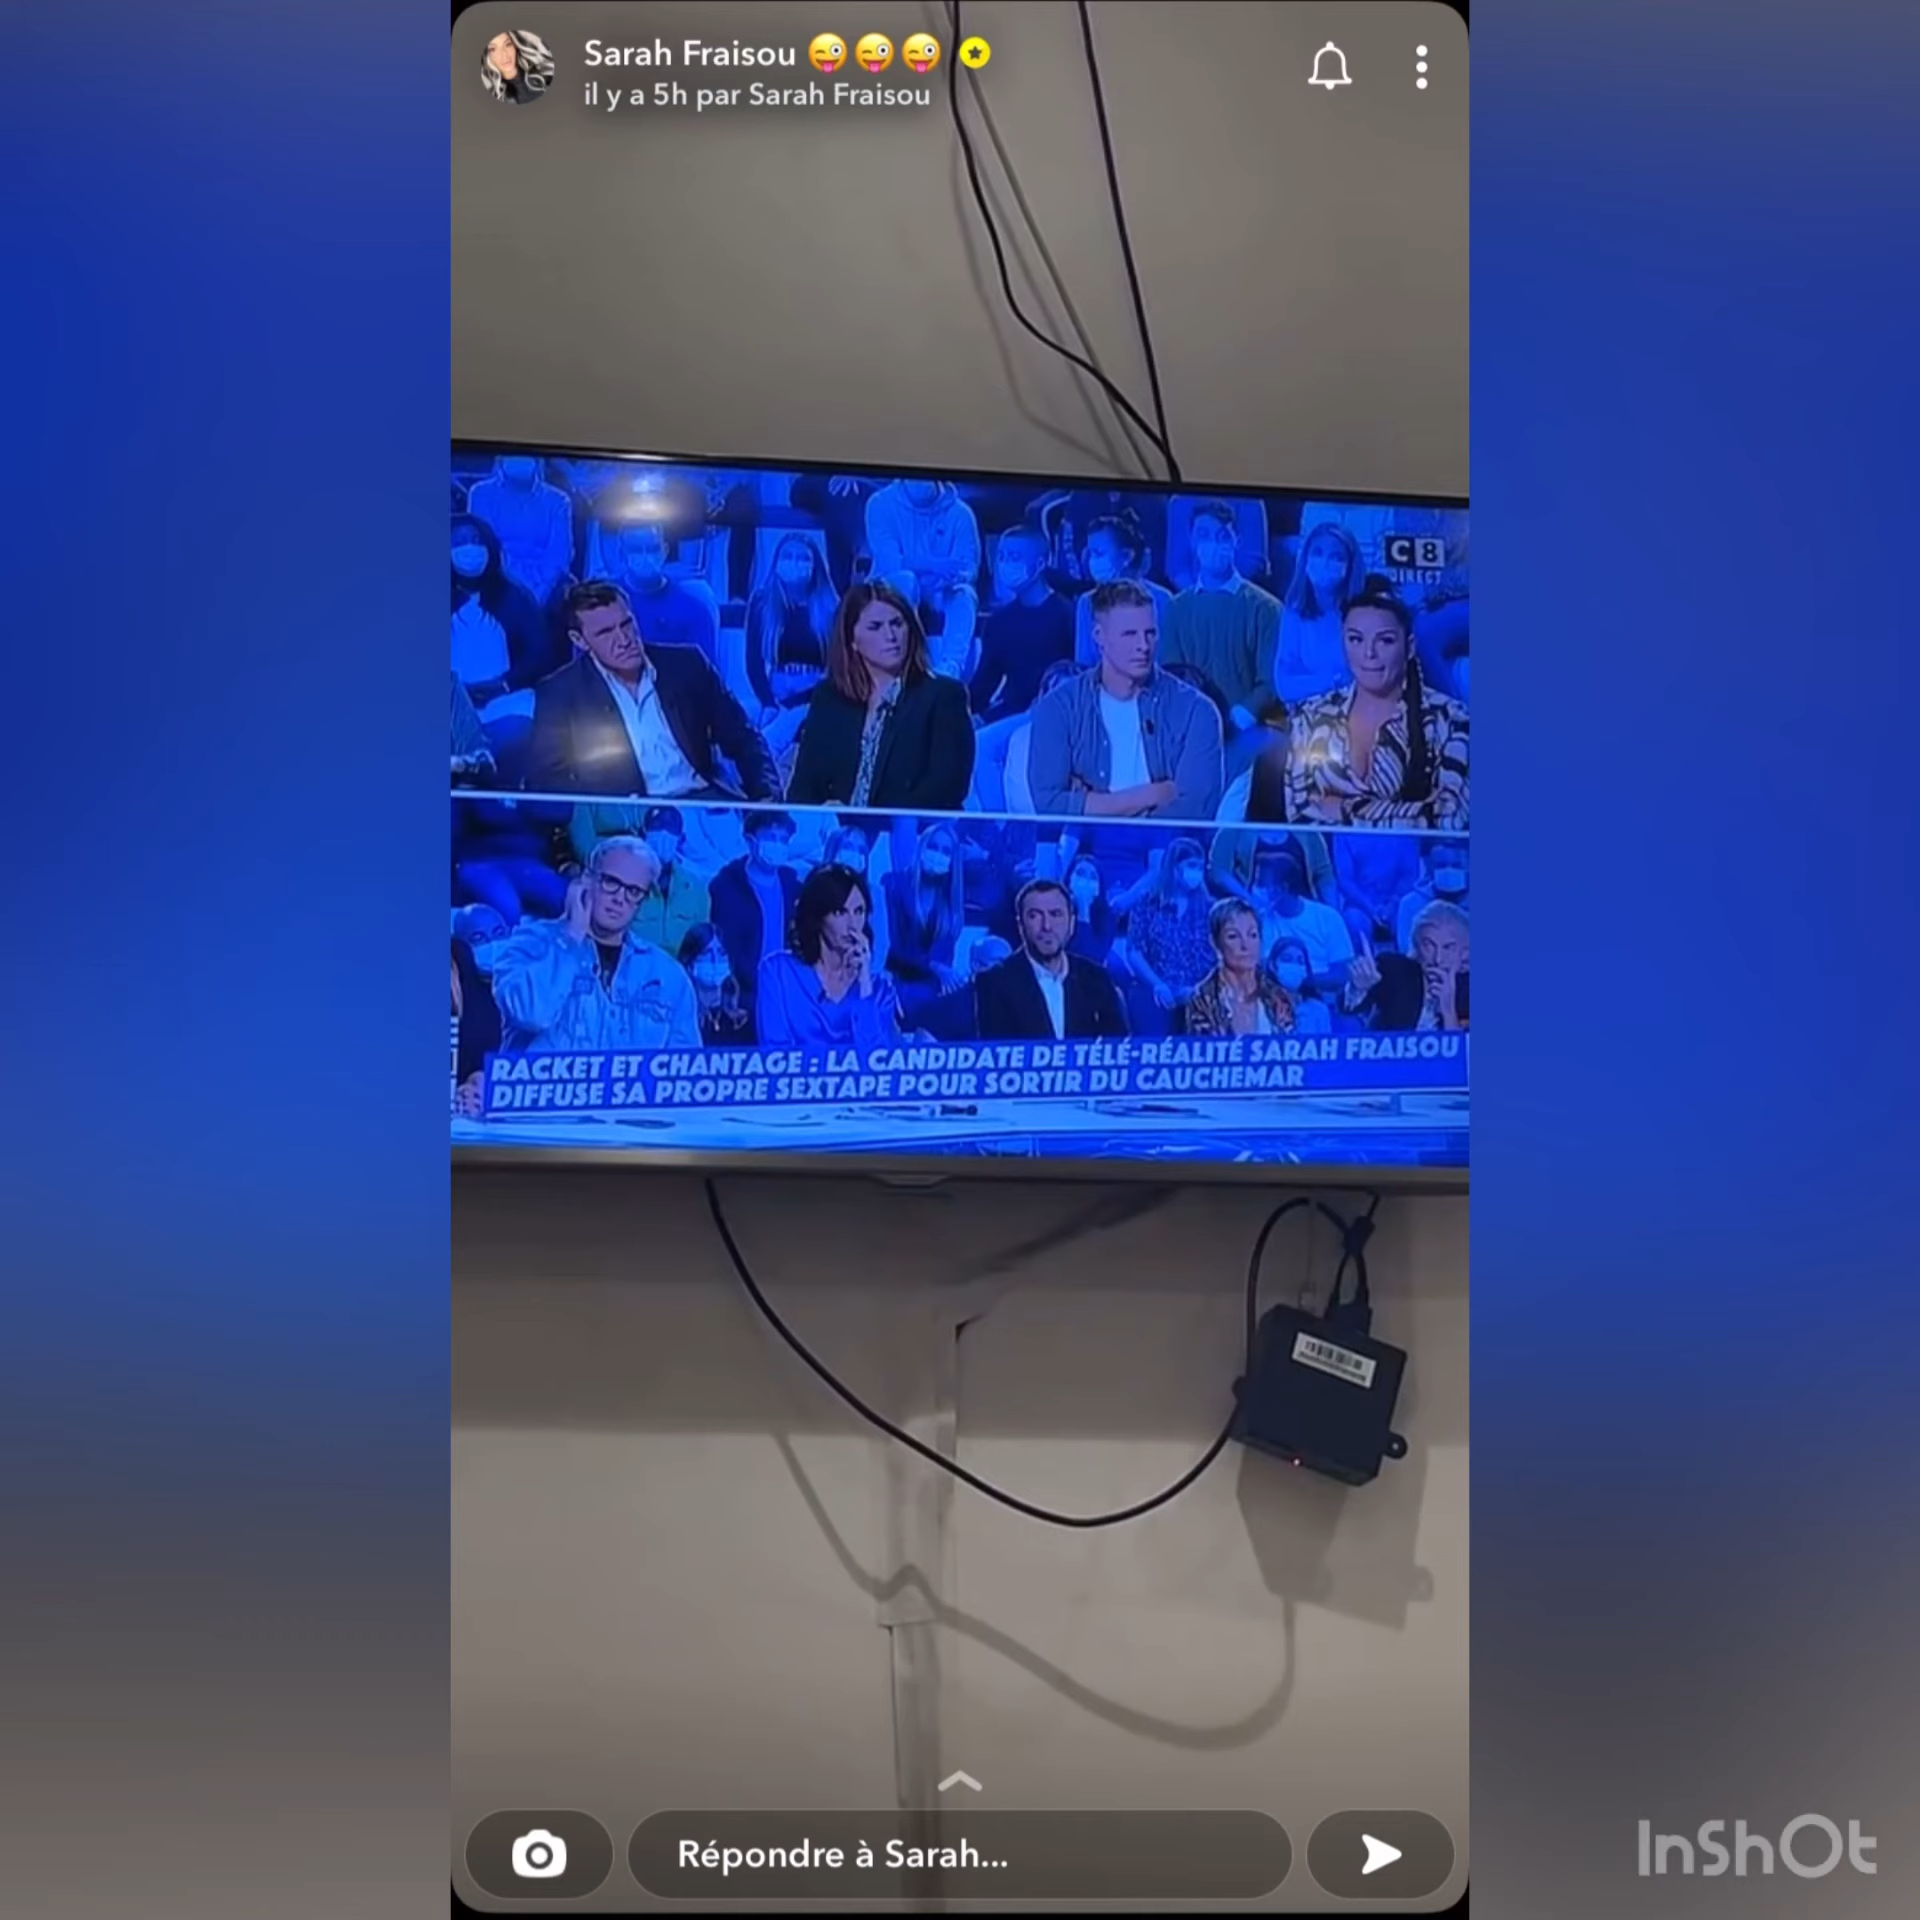 Sarah Fraisou 😜😜😜
il y a 5h par Sarah Fraisou
C8
DIRECT
RACKET ET CHANTAGE : LA CANDIDATE DE TÉLÉ-RÉALITÉ SARAH FRAISOU
DIFFUSE SA PROPRE SEXTAPE POUR SORTIR DU CAUCHEMAR
Répondre à Sarah...
InShOt